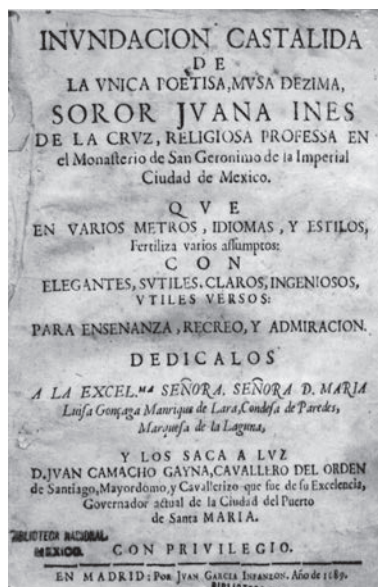 INVNDACION CASTALIDA
DE
LA VNICA POETISA, MVSA DEZIMA,
SOROR JVANA INES
DE LA CRVZ, RELIGIOSA PROFESSA EN
el Monaſterio de San Geronimo de la Imperial
Ciudad de Mexico.
QVE
EN VARIOS METROS, IDIOMAS, Y ESTILOS,
Fertiliza varios aſſumptos:
CON
ELEGANTES, SVTILES, CLAROS, INGENIOSOS,
VTILES VERSOS:
PARA ENSENANZA, RECREO, Y ADMIRACION.
DEDICALOS
A LA EXCEL.MA SEÑORA. SEÑORA D. MARIA
Luiſa Gonçaga Manrique de Lara, Condeſa de Paredes,
Marqueſa de la Laguna,
Y LOS SACA A LVZ
D. JVAN CAMACHO GAYNA, CAVALLERO DEL ORDEN
de Santiago, Mayordomo, y Cavallerizo que fue de ſu Excelencia,
Governador actual de la Ciudad del Puerto
de Santa MARIA.
BIBLIOTECA NACIONAL
MEXICO.
CON PRIVILEGIO.
EN MADRID: Por JVAN GARCIA INFANZON. Año de 1689.